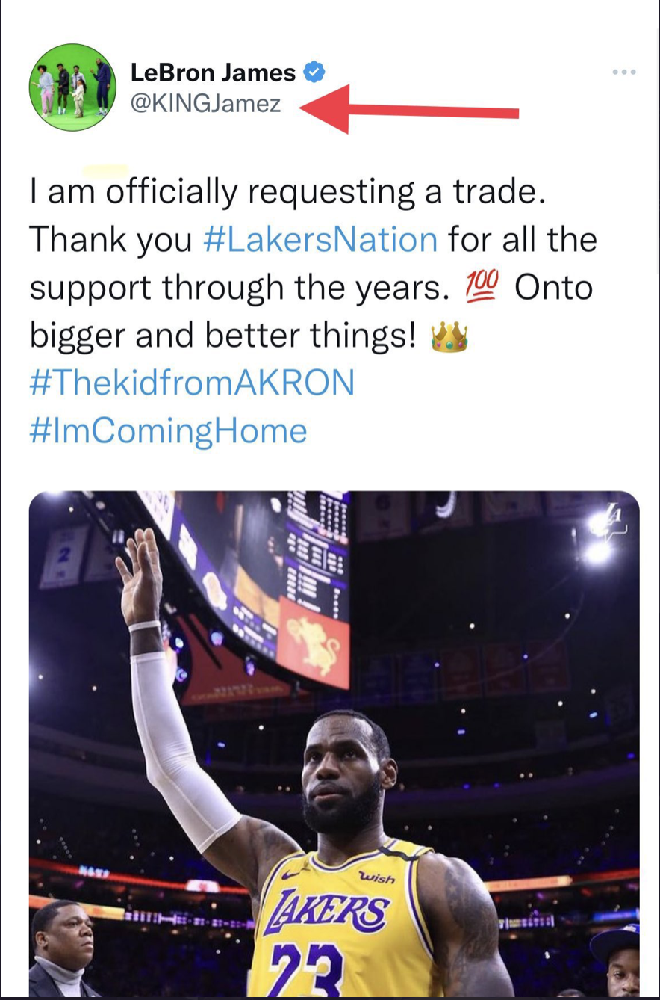 LeBron James
@KINGJamez
I am officially requesting a trade.
Thank you #LakersNation for all the
support through the years. 💯 Onto
bigger and better things! 👑
#ThekidfromAKRON
#ImComingHome
2
wish
LAKERS
23